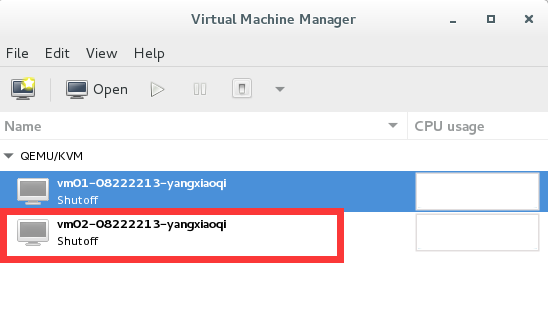 Virtual Machine Manager
File Edit View Help
Open
Name CPU usage
QEMU/KVM
vm01-08222213-yangxiaoqi
Shutoff
vm02-08222213-yangxiaoqi
Shutoff